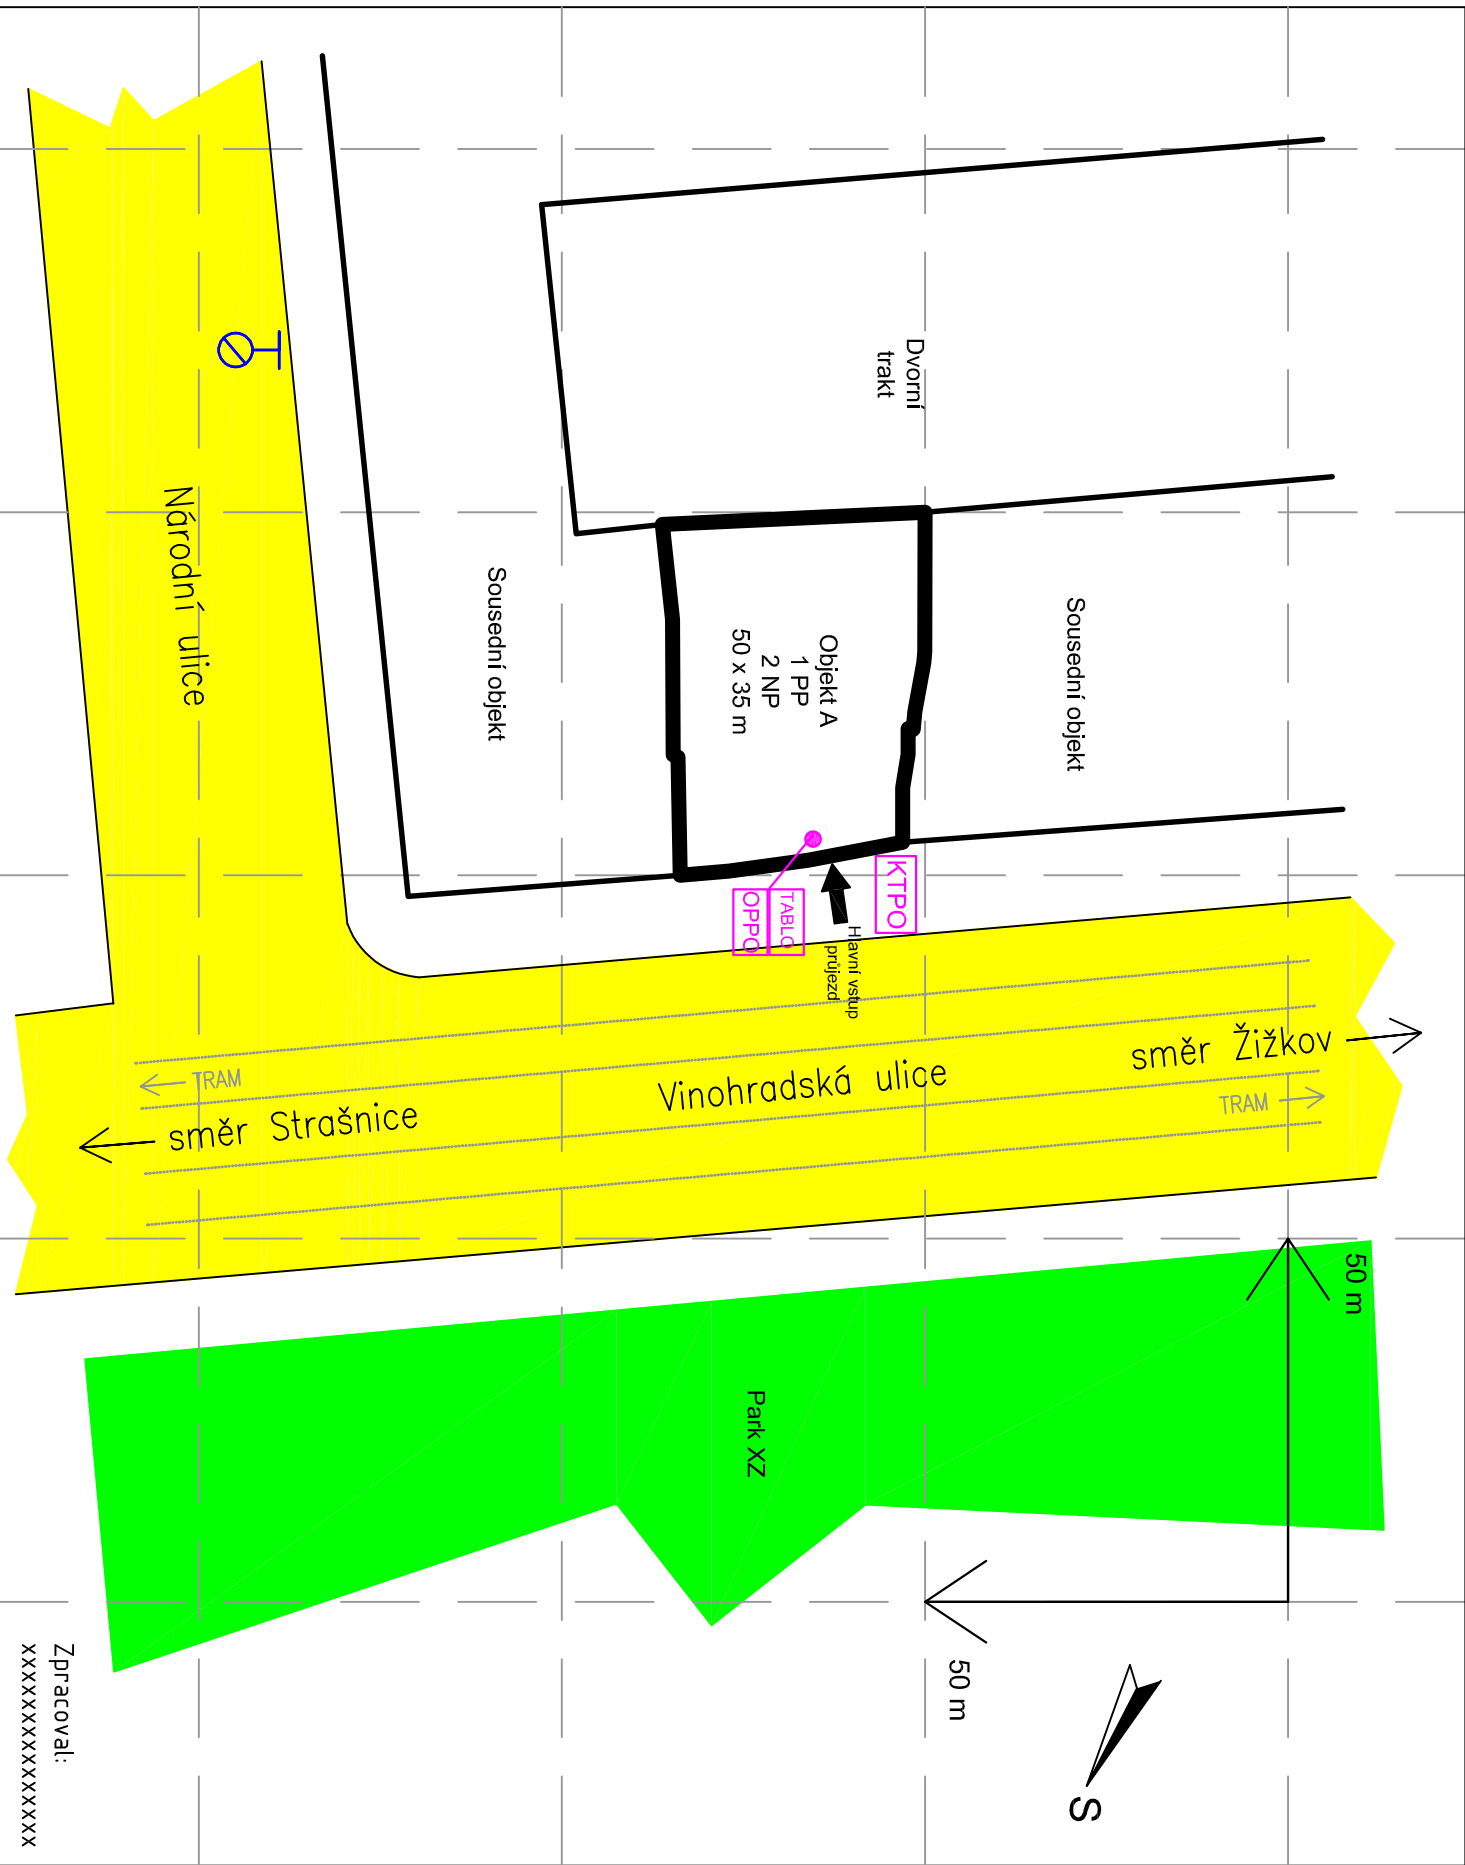 Dvorní
trakt
Národní ulice
Sousední objekt
Objekt A
1 PP
2 NP
50 x 35 m
Sousední objekt
KTPO
TABLO
OPPO
Hlavní vstup
průjezd
směr Žižkov
TRAM
Vinohradská ulice
TRAM
směr Strašnice
50 m
Park XZ
50 m
S
Zpracoval:
xxxxxxxxxxxxxxx